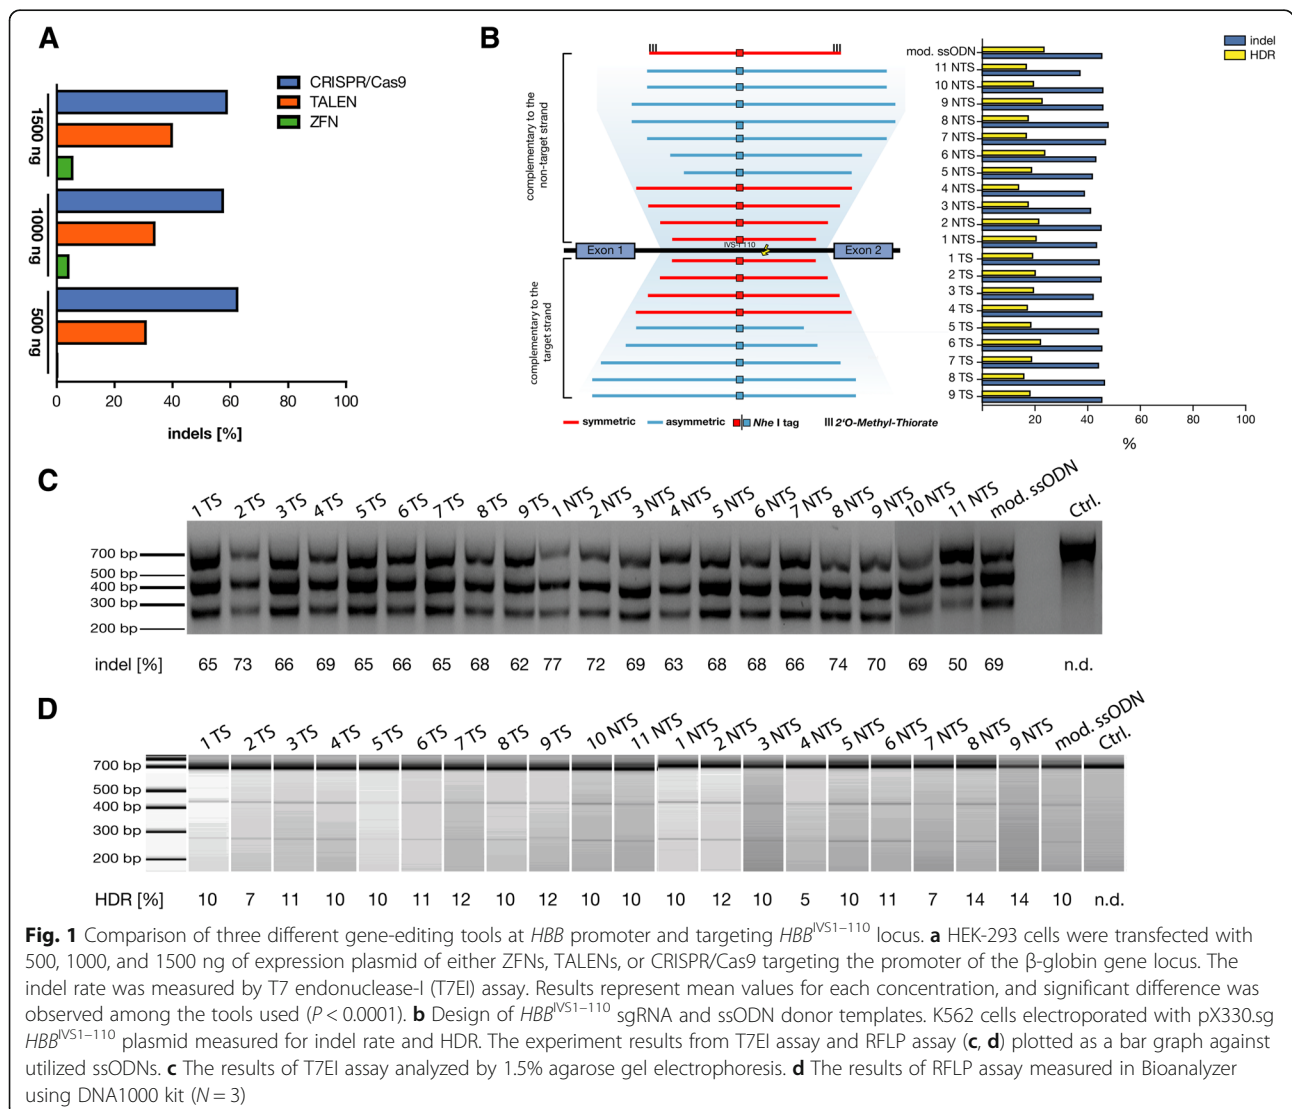 A
1500 ng
1000 ng
500 ng
CRISPR/Cas9
TALEN
ZFN
0 20 40 60 80 100
indels [%]
B
complementary to the
non-target strand
IVS-I-110
Exon 1
Exon 2
complementary to the
target strand
symmetric asymmetric Nhe I tag 2'O-Methyl-Thiorate
indel
HDR
mod. ssODN
11 NTS
10 NTS
9 NTS
8 NTS
7 NTS
6 NTS
5 NTS
4 NTS
3 NTS
2 NTS
1 NTS
1 TS
2 TS
3 TS
4 TS
5 TS
6 TS
7 TS
8 TS
9 TS
0 20 40 60 80 100
%
C
1 TS 2 TS 3 TS 4 TS 5 TS 6 TS 7 TS 8 TS 9 TS 1 NTS 2 NTS 3 NTS 4 NTS 5 NTS 6 NTS 7 NTS 8 NTS 9 NTS 10 NTS 11 NTS mod. ssODN Ctrl.
700 bp
500 bp
400 bp
300 bp
200 bp
indel [%] 65 73 66 69 65 66 65 68 62 77 72 69 63 68 68 66 74 70 69 50 69 n.d.
D
1 TS 2 TS 3 TS 4 TS 5 TS 6 TS 7 TS 8 TS 9 TS 10 NTS 11 NTS 1 NTS 2 NTS 3 NTS 4 NTS 5 NTS 6 NTS 7 NTS 8 NTS 9 NTS mod. ssODN Ctrl.
700 bp
500 bp
400 bp
300 bp
200 bp
HDR [%] 10 7 11 10 10 11 12 10 12 10 10 10 12 10 5 10 11 7 14 14 10 n.d.
Fig. 1 Comparison of three different gene-editing tools at HBB promoter and targeting HBB^IVS1–110 locus. a HEK-293 cells were transfected with
500, 1000, and 1500 ng of expression plasmid of either ZFNs, TALENs, or CRISPR/Cas9 targeting the promoter of the β-globin gene locus. The
indel rate was measured by T7 endonuclease-I (T7EI) assay. Results represent mean values for each concentration, and significant difference was
observed among the tools used (P < 0.0001). b Design of HBB^IVS1–110 sgRNA and ssODN donor templates. K562 cells electroporated with pX330.sg
HBB^IVS1–110 plasmid measured for indel rate and HDR. The experiment results from T7EI assay and RFLP assay (c, d) plotted as a bar graph against
utilized ssODNs. c The results of T7EI assay analyzed by 1.5% agarose gel electrophoresis. d The results of RFLP assay measured in Bioanalyzer
using DNA1000 kit (N = 3)